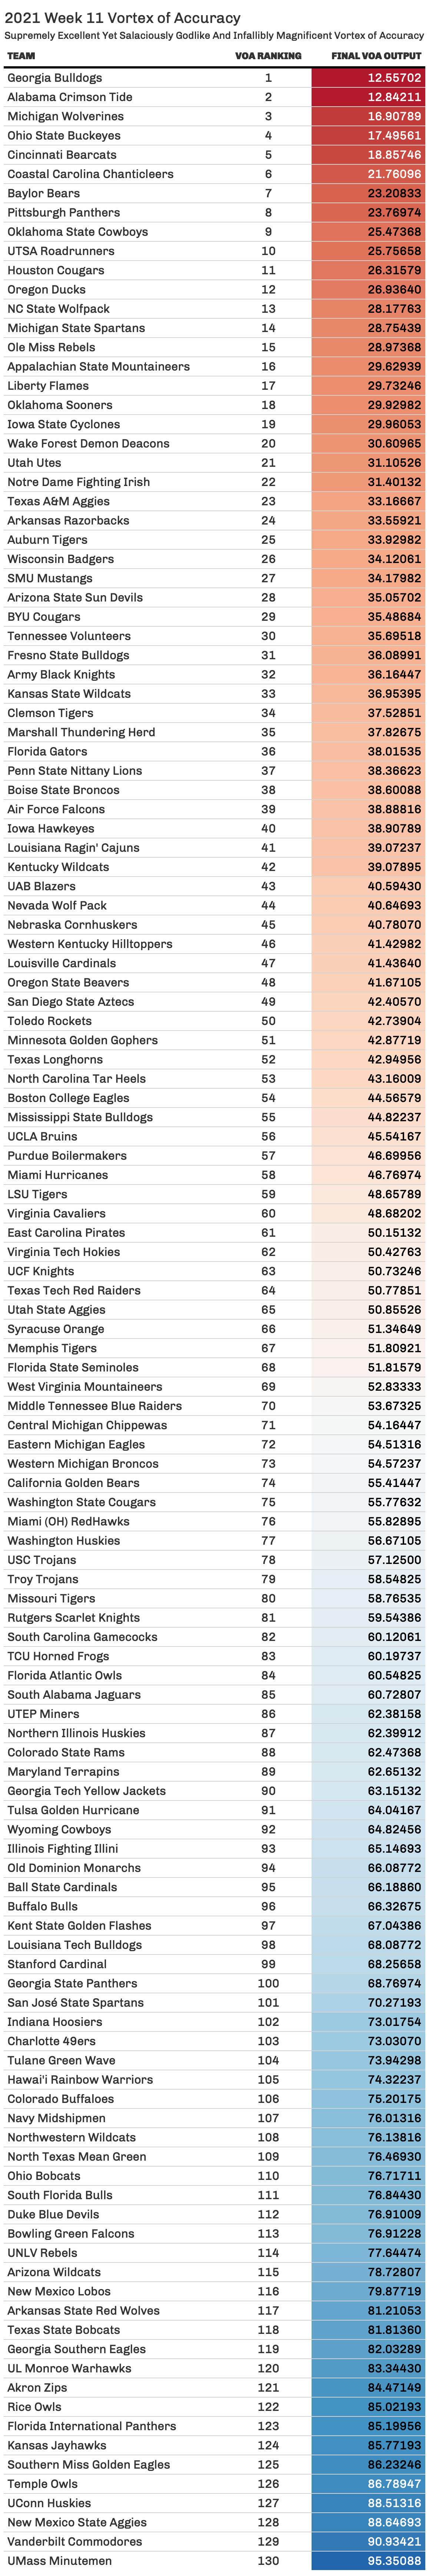 2021 Week 11 Vortex of Accuracy
Supremely Excellent Yet Salaciously Godlike And Infallibly Magnificent Vortex of Accuracy
TEAM VOA RANKING FINAL VOA OUTPUT
Georgia Bulldogs 1 12.55702
Alabama Crimson Tide 2 12.84211
Michigan Wolverines 3 16.90789
Ohio State Buckeyes 4 17.49561
Cincinnati Bearcats 5 18.85746
Coastal Carolina Chanticleers 6 21.76096
Baylor Bears 7 23.20833
Pittsburgh Panthers 8 23.76974
Oklahoma State Cowboys 9 25.47368
UTSA Roadrunners 10 25.75658
Houston Cougars 11 26.31579
Oregon Ducks 12 26.93640
NC State Wolfpack 13 28.17763
Michigan State Spartans 14 28.75439
Ole Miss Rebels 15 28.97368
Appalachian State Mountaineers 16 29.62939
Liberty Flames 17 29.73246
Oklahoma Sooners 18 29.92982
Iowa State Cyclones 19 29.96053
Wake Forest Demon Deacons 20 30.60965
Utah Utes 21 31.10526
Notre Dame Fighting Irish 22 31.40132
Texas A&M Aggies 23 33.16667
Arkansas Razorbacks 24 33.55921
Auburn Tigers 25 33.92982
Wisconsin Badgers 26 34.12061
SMU Mustangs 27 34.17982
Arizona State Sun Devils 28 35.05702
BYU Cougars 29 35.48684
Tennessee Volunteers 30 35.69518
Fresno State Bulldogs 31 36.08991
Army Black Knights 32 36.16447
Kansas State Wildcats 33 36.95395
Clemson Tigers 34 37.52851
Marshall Thundering Herd 35 37.82675
Florida Gators 36 38.01535
Penn State Nittany Lions 37 38.36623
Boise State Broncos 38 38.60088
Air Force Falcons 39 38.88816
Iowa Hawkeyes 40 38.90789
Louisiana Ragin' Cajuns 41 39.07237
Kentucky Wildcats 42 39.07895
UAB Blazers 43 40.59430
Nevada Wolf Pack 44 40.64693
Nebraska Cornhuskers 45 40.78070
Western Kentucky Hilltoppers 46 41.42982
Louisville Cardinals 47 41.43640
Oregon State Beavers 48 41.67105
San Diego State Aztecs 49 42.40570
Toledo Rockets 50 42.73904
Minnesota Golden Gophers 51 42.87719
Texas Longhorns 52 42.94956
North Carolina Tar Heels 53 43.16009
Boston College Eagles 54 44.56579
Mississippi State Bulldogs 55 44.82237
UCLA Bruins 56 45.54167
Purdue Boilermakers 57 46.69956
Miami Hurricanes 58 46.76974
LSU Tigers 59 48.65789
Virginia Cavaliers 60 48.68202
East Carolina Pirates 61 50.15132
Virginia Tech Hokies 62 50.42763
UCF Knights 63 50.73246
Texas Tech Red Raiders 64 50.77851
Utah State Aggies 65 50.85526
Syracuse Orange 66 51.34649
Memphis Tigers 67 51.80921
Florida State Seminoles 68 51.81579
West Virginia Mountaineers 69 52.83333
Middle Tennessee Blue Raiders 70 53.67325
Central Michigan Chippewas 71 54.16447
Eastern Michigan Eagles 72 54.51316
Western Michigan Broncos 73 54.57237
California Golden Bears 74 55.41447
Washington State Cougars 75 55.77632
Miami (OH) RedHawks 76 55.82895
Washington Huskies 77 56.67105
USC Trojans 78 57.12500
Troy Trojans 79 58.54825
Missouri Tigers 80 58.76535
Rutgers Scarlet Knights 81 59.54386
South Carolina Gamecocks 82 60.12061
TCU Horned Frogs 83 60.19737
Florida Atlantic Owls 84 60.54825
South Alabama Jaguars 85 60.72807
UTEP Miners 86 62.38158
Northern Illinois Huskies 87 62.39912
Colorado State Rams 88 62.47368
Maryland Terrapins 89 62.65132
Georgia Tech Yellow Jackets 90 63.15132
Tulsa Golden Hurricane 91 64.04167
Wyoming Cowboys 92 64.82456
Illinois Fighting Illini 93 65.14693
Old Dominion Monarchs 94 66.08772
Ball State Cardinals 95 66.18860
Buffalo Bulls 96 66.32675
Kent State Golden Flashes 97 67.04386
Louisiana Tech Bulldogs 98 68.08772
Stanford Cardinal 99 68.25658
Georgia State Panthers 100 68.76974
San José State Spartans 101 70.27193
Indiana Hoosiers 102 73.01754
Charlotte 49ers 103 73.03070
Tulane Green Wave 104 73.94298
Hawai'i Rainbow Warriors 105 74.32237
Colorado Buffaloes 106 75.20175
Navy Midshipmen 107 76.01316
Northwestern Wildcats 108 76.13816
North Texas Mean Green 109 76.46930
Ohio Bobcats 110 76.71711
South Florida Bulls 111 76.84430
Duke Blue Devils 112 76.91009
Bowling Green Falcons 113 76.91228
UNLV Rebels 114 77.64474
Arizona Wildcats 115 78.72807
New Mexico Lobos 116 79.87719
Arkansas State Red Wolves 117 81.21053
Texas State Bobcats 118 81.81360
Georgia Southern Eagles 119 82.03289
UL Monroe Warhawks 120 83.34430
Akron Zips 121 84.47149
Rice Owls 122 85.02193
Florida International Panthers 123 85.19956
Kansas Jayhawks 124 85.77193
Southern Miss Golden Eagles 125 86.23246
Temple Owls 126 86.78947
UConn Huskies 127 88.51316
New Mexico State Aggies 128 88.64693
Vanderbilt Commodores 129 90.93421
UMass Minutemen 130 95.35088